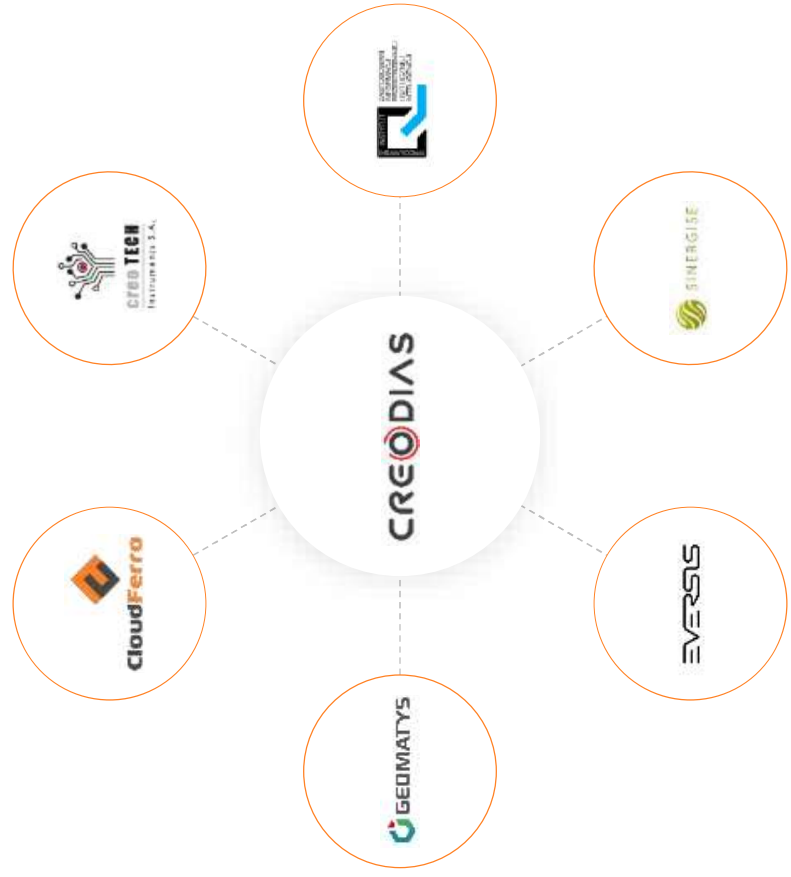 CloudFerro
creo TECH
Instruments S.A.
GEOMATYS
CREODIAS
EVERSIS
SINERGISE